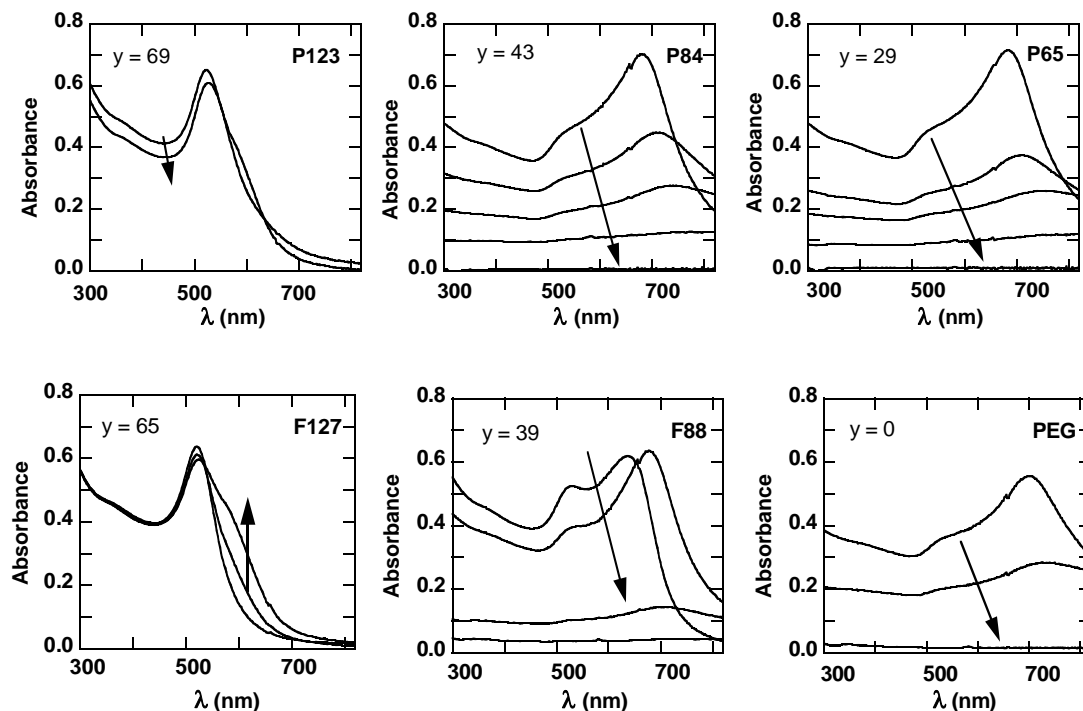 0.8
0.6
0.4
0.2
0.0
Absorbance
y = 69
P123
300
500
700
λ (nm)
0.8
0.6
0.4
0.2
0.0
Absorbance
y = 43
P84
300
500
700
λ (nm)
0.8
0.6
0.4
0.2
0.0
Absorbance
y = 29
P65
300
500
700
λ (nm)
0.8
0.6
0.4
0.2
0.0
Absorbance
y = 65
F127
300
500
700
λ (nm)
0.8
0.6
0.4
0.2
0.0
Absorbance
y = 39
F88
300
500
700
λ (nm)
0.8
0.6
0.4
0.2
0.0
Absorbance
y = 0
PEG
300
500
700
λ (nm)